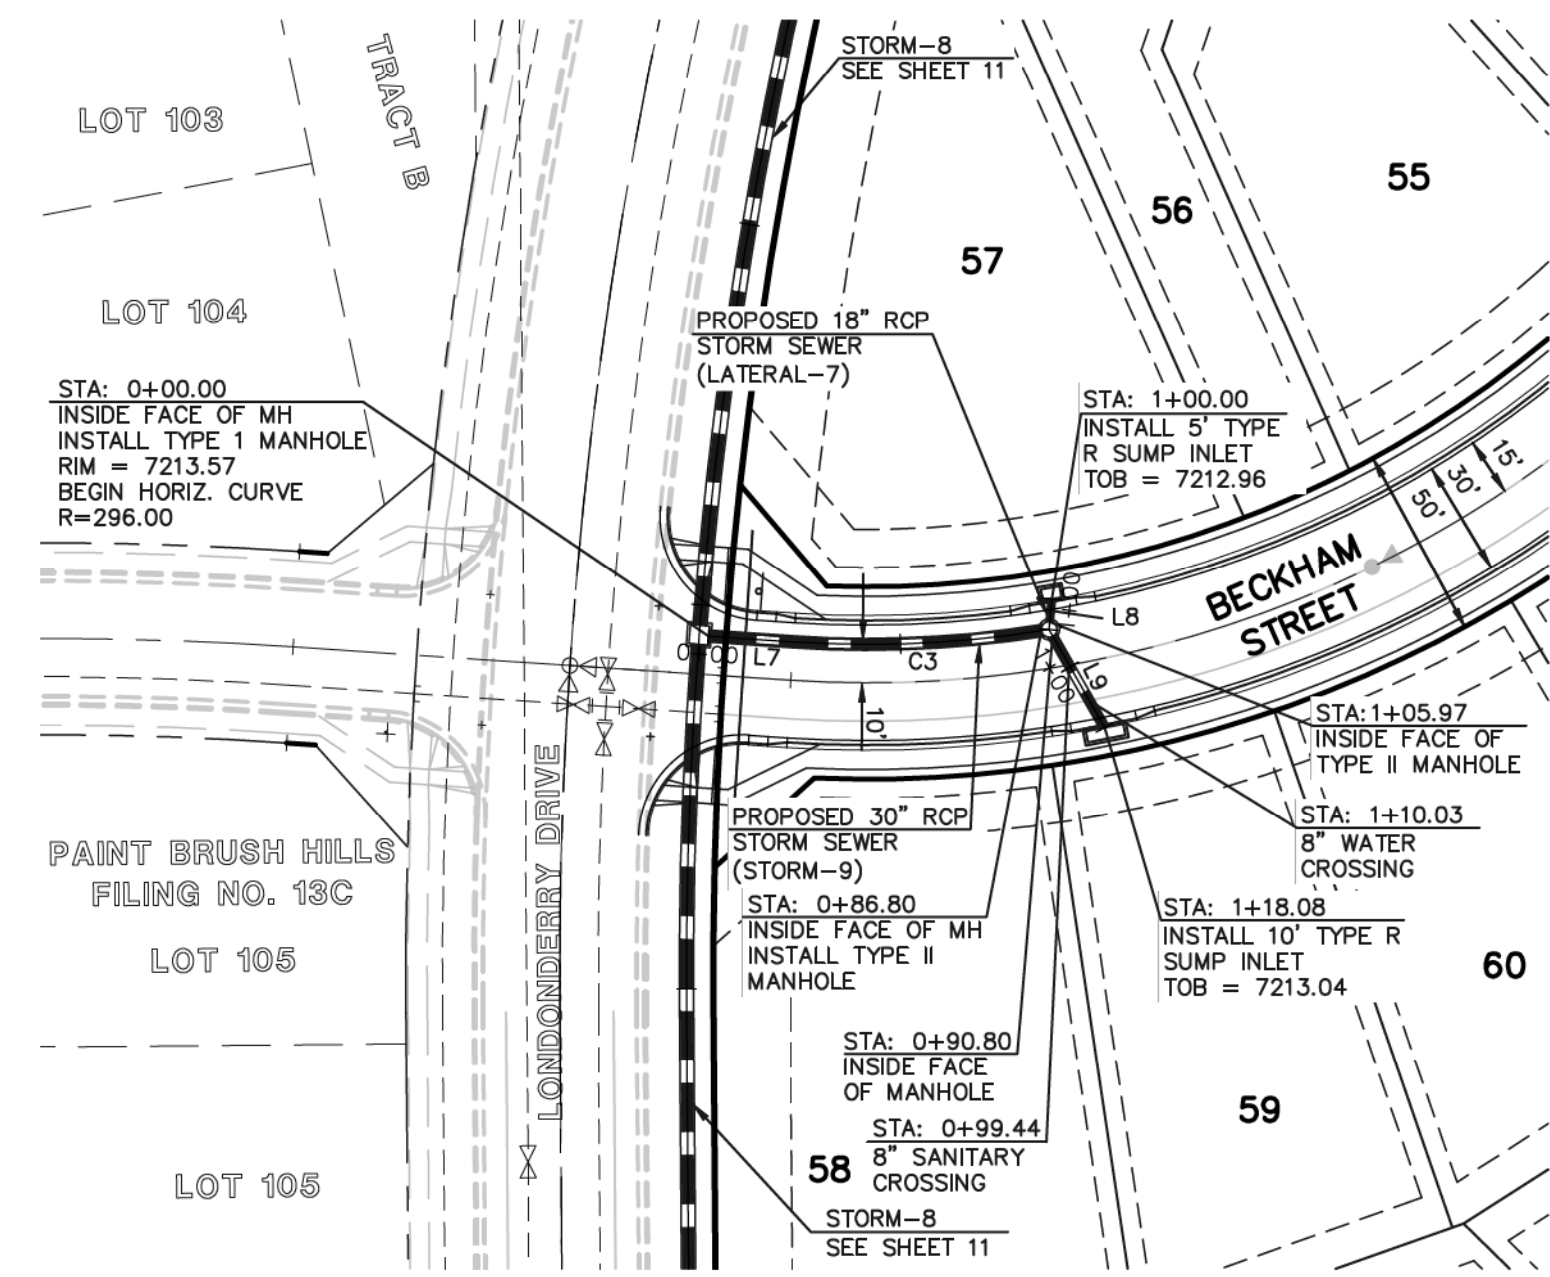 STORM-8
SEE SHEET 11
LOT 103
TRACT B
55
56
57
LOT 104
PROPOSED 18" RCP
STORM SEWER
(LATERAL-7)
STA: 0+00.00
INSIDE FACE OF MH
INSTALL TYPE 1 MANHOLE
RIM = 7213.57
BEGIN HORIZ. CURVE
R=296.00
STA: 1+00.00
INSTALL 5' TYPE
R SUMP INLET
TOB = 7212.96
15'
30'
50'
BECKHAM
STREET
L8
L7
C3
L9
0+00
1+00
10'
STA:1+05.97
INSIDE FACE OF
TYPE II MANHOLE
LONDONDERRY DRIVE
PROPOSED 30" RCP
STORM SEWER
(STORM-9)
STA: 1+10.03
8" WATER
CROSSING
PAINT BRUSH HILLS
FILING NO. 13C
LOT 105
STA: 0+86.80
INSIDE FACE OF MH
INSTALL TYPE II
MANHOLE
STA: 1+18.08
INSTALL 10' TYPE R
SUMP INLET
TOB = 7213.04
60
STA: 0+90.80
INSIDE FACE
OF MANHOLE
STA: 0+99.44
8" SANITARY
CROSSING
59
58
LOT 105
STORM-8
SEE SHEET 11